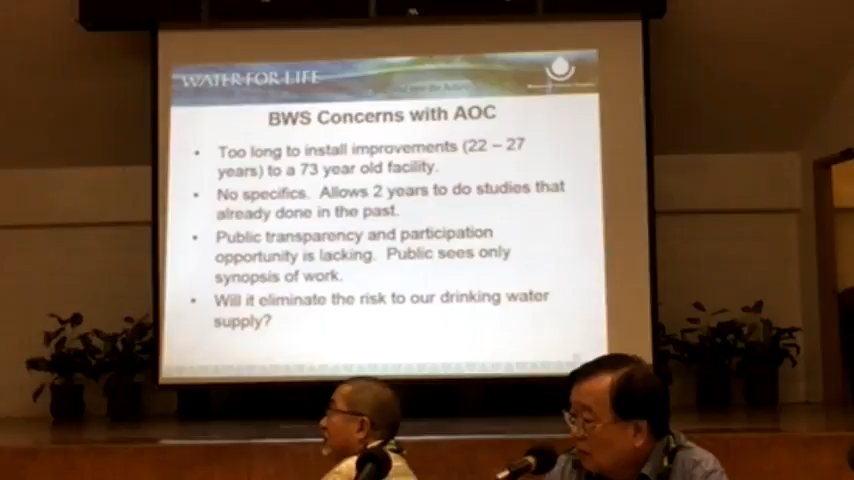 WATER FOR LIFE
BWS Concerns with AOC
• Too long to install improvements (22 – 27
years) to a 73 year old facility.
• No specifics. Allows 2 years to do studies that
already done in the past.
• Public transparency and participation
opportunity is lacking. Public sees only
synopsis of work.
• Will it eliminate the risk to our drinking water
supply?